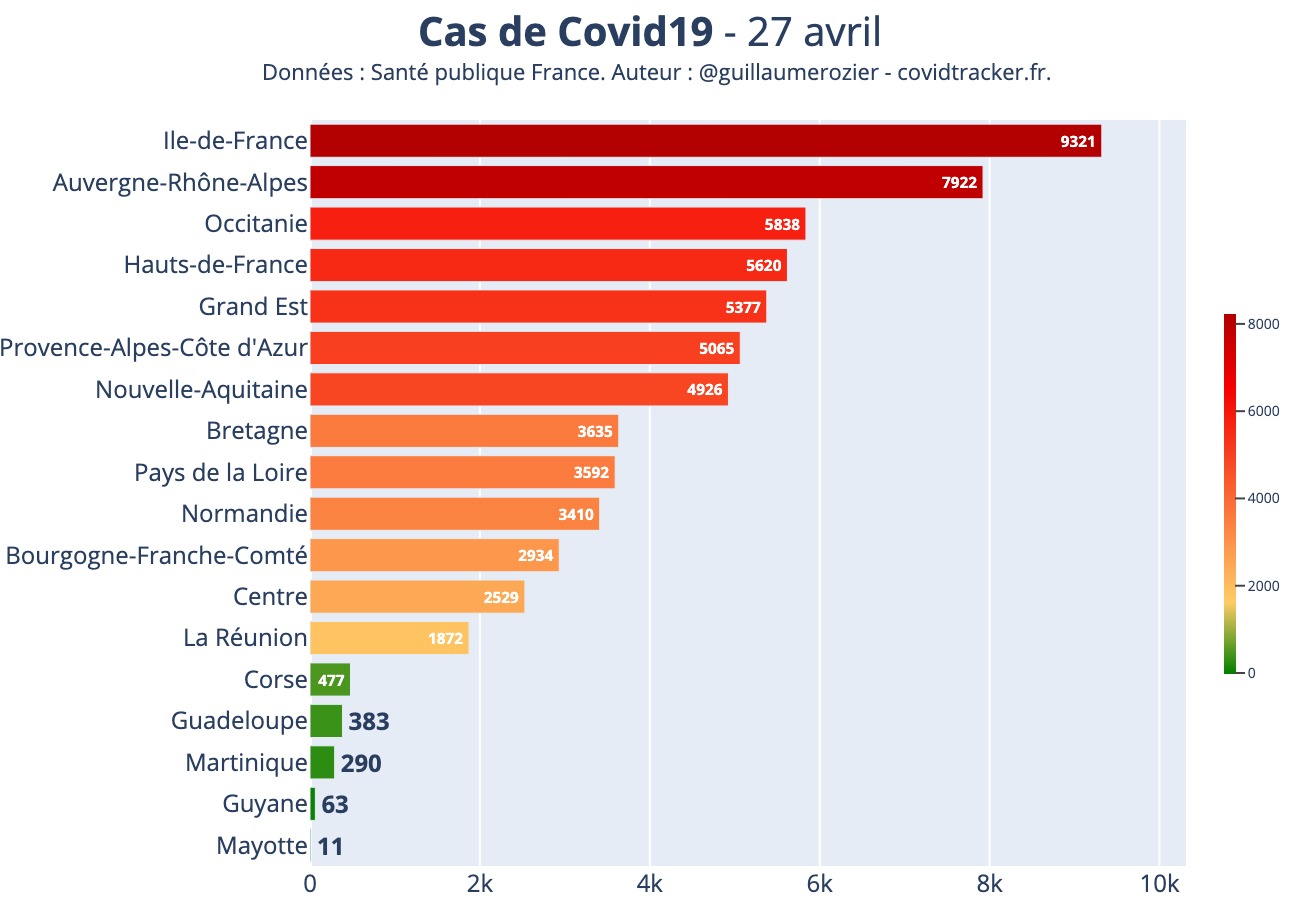 Cas de Covid19 - 27 avril
Données : Santé publique France. Auteur : @guillaumerozier - covidtracker.fr.
Ile-de-France 9321
Auvergne-Rhône-Alpes 7922
Occitanie 5838
Hauts-de-France 5620
Grand Est 5377
Provence-Alpes-Côte d'Azur 5065
Nouvelle-Aquitaine 4926
Bretagne 3635
Pays de la Loire 3592
Normandie 3410
Bourgogne-Franche-Comté 2934
Centre 2529
La Réunion 1872
Corse 477
Guadeloupe 383
Martinique 290
Guyane 63
Mayotte 11
0 2k 4k 6k 8k 10k
8000
6000
4000
2000
0